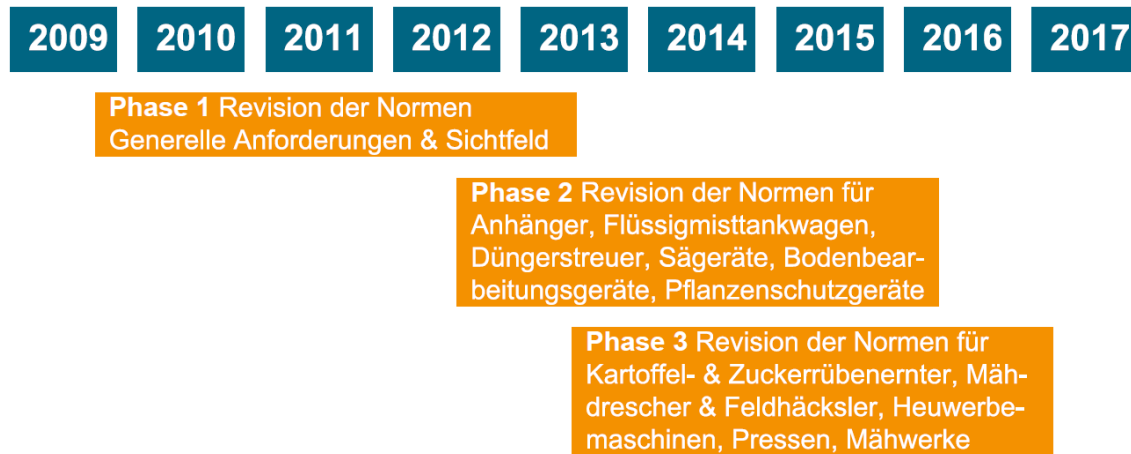 2009 2010 2011 2012 2013 2014 2015 2016 2017
Phase 1 Revision der Normen
Generelle Anforderungen & Sichtfeld
Phase 2 Revision der Normen für
Anhänger, Flüssigmisttankwagen,
Düngerstreuer, Sägeräte, Bodenbear-
beitungsgeräte, Pflanzenschutzgeräte
Phase 3 Revision der Normen für
Kartoffel- & Zuckerrübenernter, Mäh-
drescher & Feldhäcksler, Heuwerbe-
maschinen, Pressen, Mähwerke